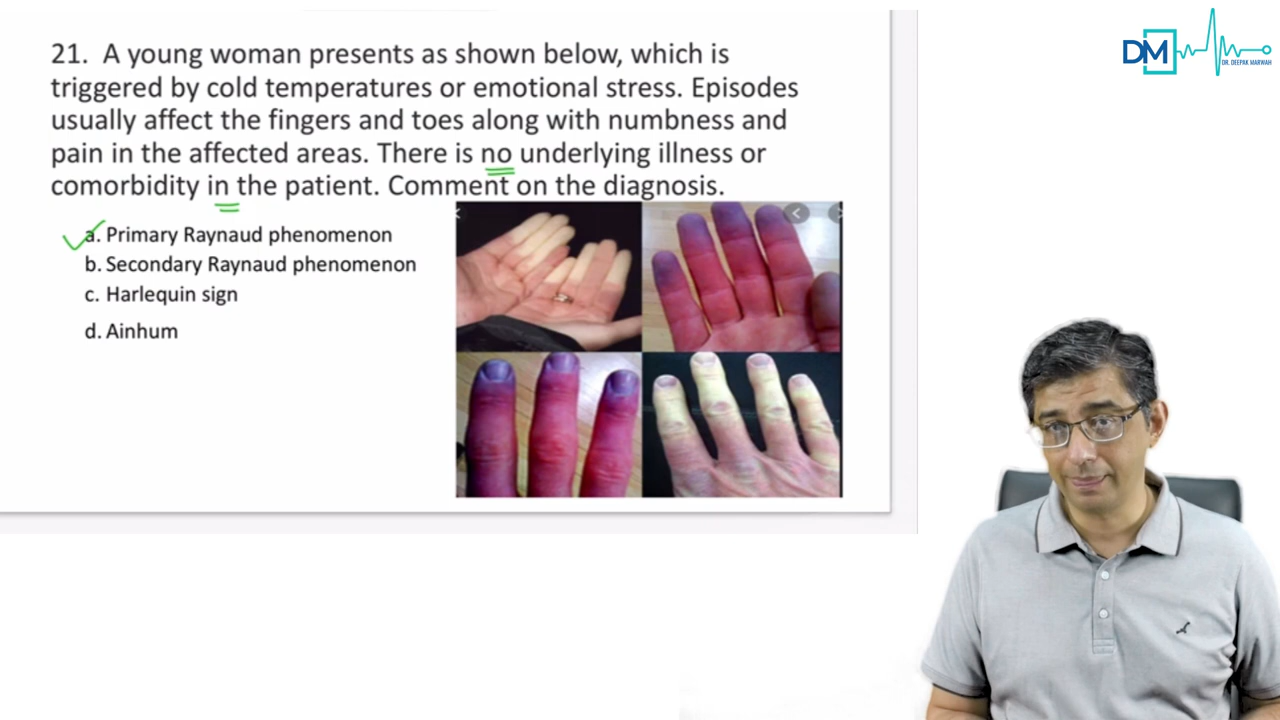 21. A young woman presents as shown below, which is
triggered by cold temperatures or emotional stress. Episodes
usually affect the fingers and toes along with numbness and
pain in the affected areas. There is no underlying illness or
comorbidity in the patient. Comment on the diagnosis.
a. Primary Raynaud phenomenon
b. Secondary Raynaud phenomenon
c. Harlequin sign
d. Ainhum
DM
DR. DEEPAK MARWAH